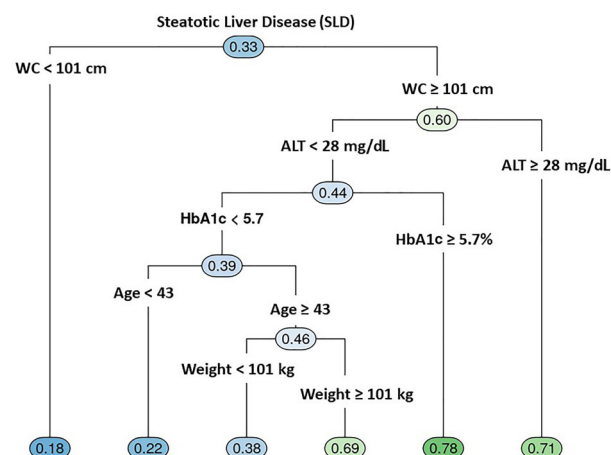 Steatotic Liver Disease (SLD)
0.33
WC < 101 cm
WC ≥ 101 cm
0.60
ALT < 28 mg/dL
ALT ≥ 28 mg/dL
0.44
HbA1c < 5.7
HbA1c ≥ 5.7%
0.39
Age < 43
Age ≥ 43
0.46
Weight < 101 kg
Weight ≥ 101 kg
0.18 0.22 0.38 0.69 0.78 0.71